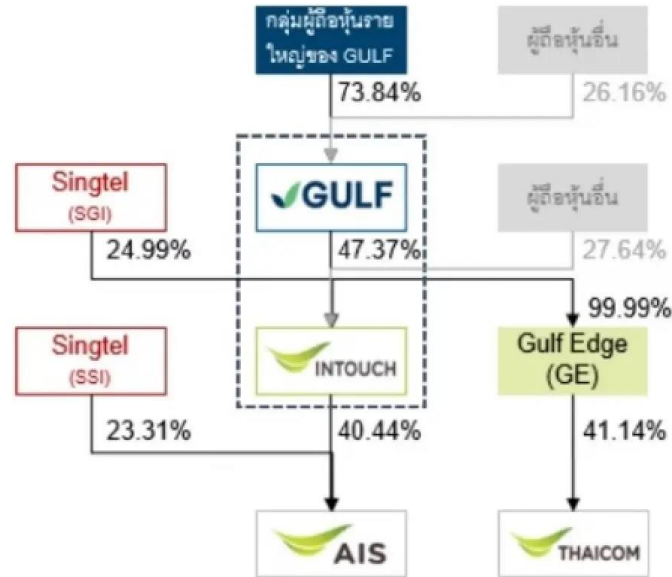 กลุ่มผู้ถือหุ้นราย
ใหญ่ของ GULF
ผู้ถือหุ้นอื่น
73.84%
26.16%
Singtel
(SGI)
GULF
ผู้ถือหุ้นอื่น
24.99%
47.37%
27.64%
99.99%
Singtel
(SSI)
INTOUCH
Gulf Edge
(GE)
23.31%
40.44%
41.14%
AIS
THAICOM